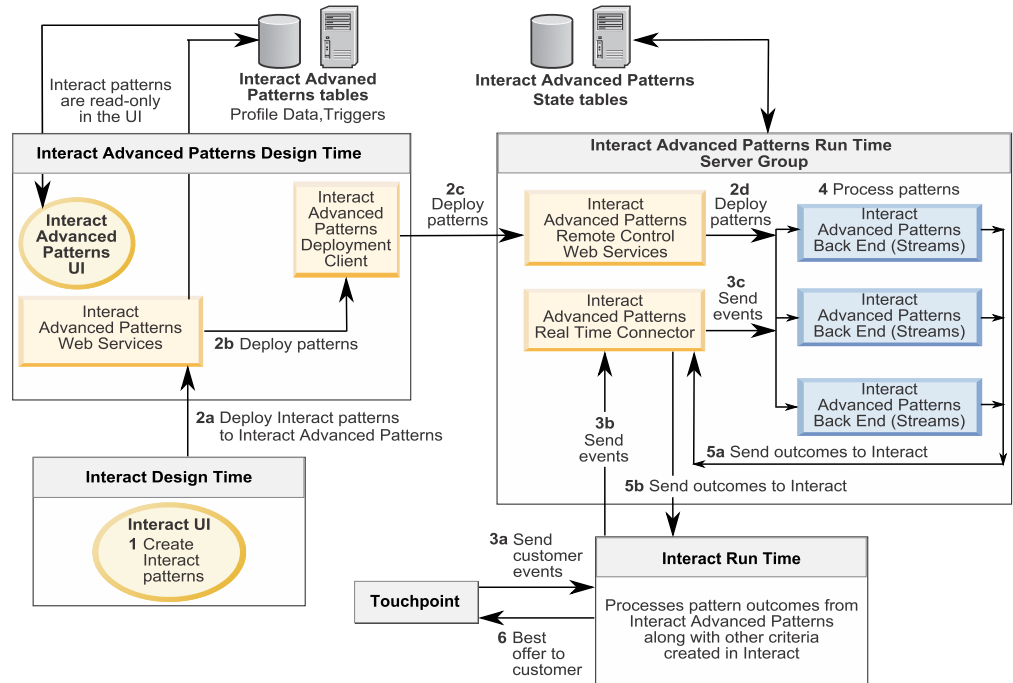 Interact patterns
are read-only
in the UI
Interact Advaned
Patterns tables
Profile Data,Triggers
Interact Advanced Patterns
State tables
Interact Advanced Patterns Design Time
Interact
Advanced
Patterns
UI
Interact
Advanced
Patterns
Deployment
Client
Interact
Advanced Patterns
Web Services
2b Deploy patterns
2c
Deploy
patterns
2a Deploy Interact patterns
to Interact Advanced Patterns
Interact Design Time
Interact UI
1 Create
Interact
patterns
Interact Advanced Patterns Run Time
Server Group
Interact
Advanced Patterns
Remote Control
Web Services
2d
Deploy
patterns
4 Process patterns
Interact
Advanced Patterns
Back End (Streams)
Interact
Advanced Patterns
Real Time Connector
3c
Send
events
Interact
Advanced Patterns
Back End (Streams)
Interact
Advanced Patterns
Back End (Streams)
3b
Send
events
5a Send outcomes to Interact
5b Send outcomes to Interact
3a Send
customer
events
Touchpoint
6 Best
offer to
customer
Interact Run Time
Processes pattern outcomes from
Interact Advanced Patterns
along with other criteria
created in Interact